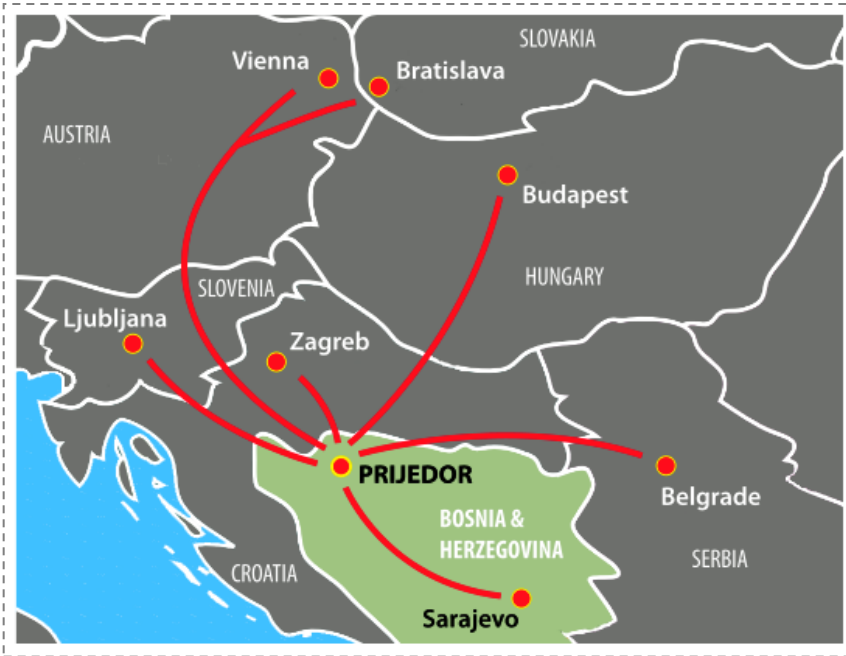 SLOVAKIA
Vienna
Bratislava
AUSTRIA
Budapest
HUNGARY
SLOVENIA
Ljubljana
Zagreb
PRIJEDOR
Belgrade
BOSNIA &
HERZEGOVINA
SERBIA
CROATIA
Sarajevo